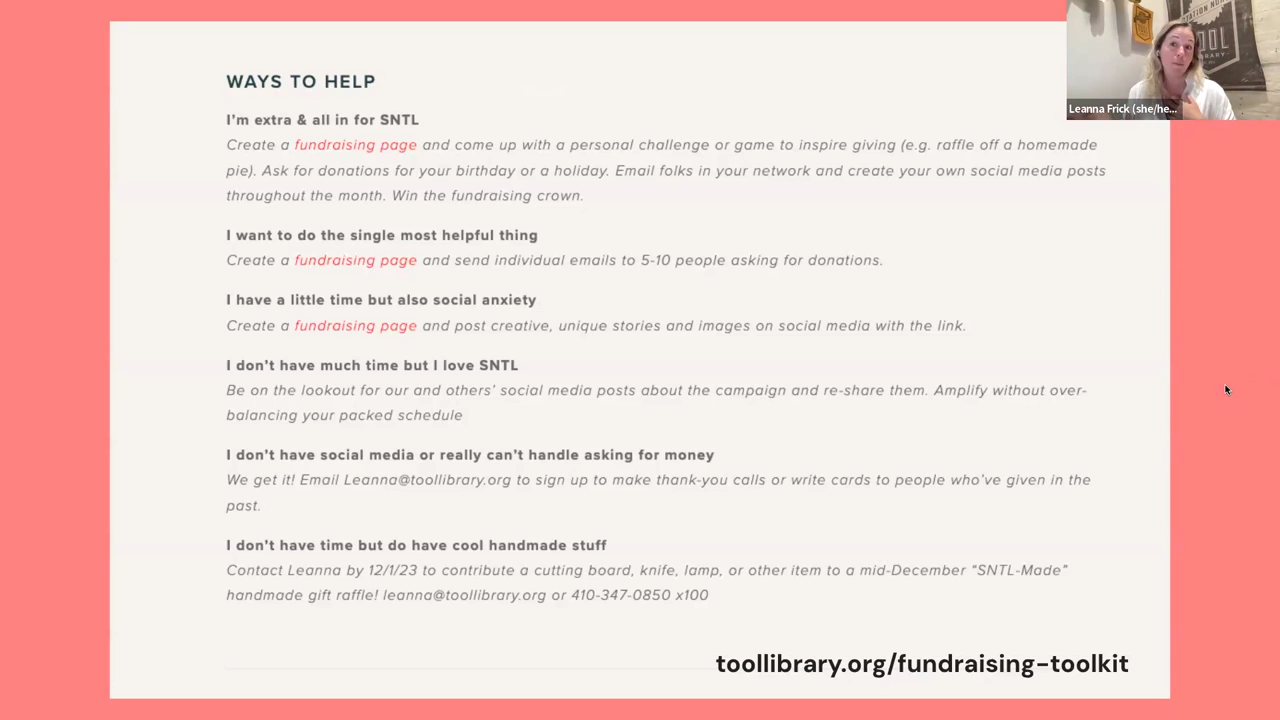 WAYS TO HELP
I'm extra & all in for SNTL
Create a fundraising page and come up with a personal challenge or game to inspire giving (e.g. raffle off a homemade
pie). Ask for donations for your birthday or a holiday. Email folks in your network and create your own social media posts
throughout the month. Win the fundraising crown.
I want to do the single most helpful thing
Create a fundraising page and send individual emails to 5-10 people asking for donations.
I have a little time but also social anxiety
Create a fundraising page and post creative, unique stories and images on social media with the link.
I don't have much time but I love SNTL
Be on the lookout for our and others' social media posts about the campaign and re-share them. Amplify without over-
balancing your packed schedule
I don't have social media or really can't handle asking for money
We get it! Email Leanna@toollibrary.org to sign up to make thank-you calls or write cards to people who've given in the
past.
I don't have time but do have cool handmade stuff
Contact Leanna by 12/1/23 to contribute a cutting board, knife, lamp, or other item to a mid-December "SNTL-Made"
handmade gift raffle! leanna@toollibrary.org or 410-347-0850 x100
toollibrary.org/fundraising-toolkit
Leanna Frick (she/he...